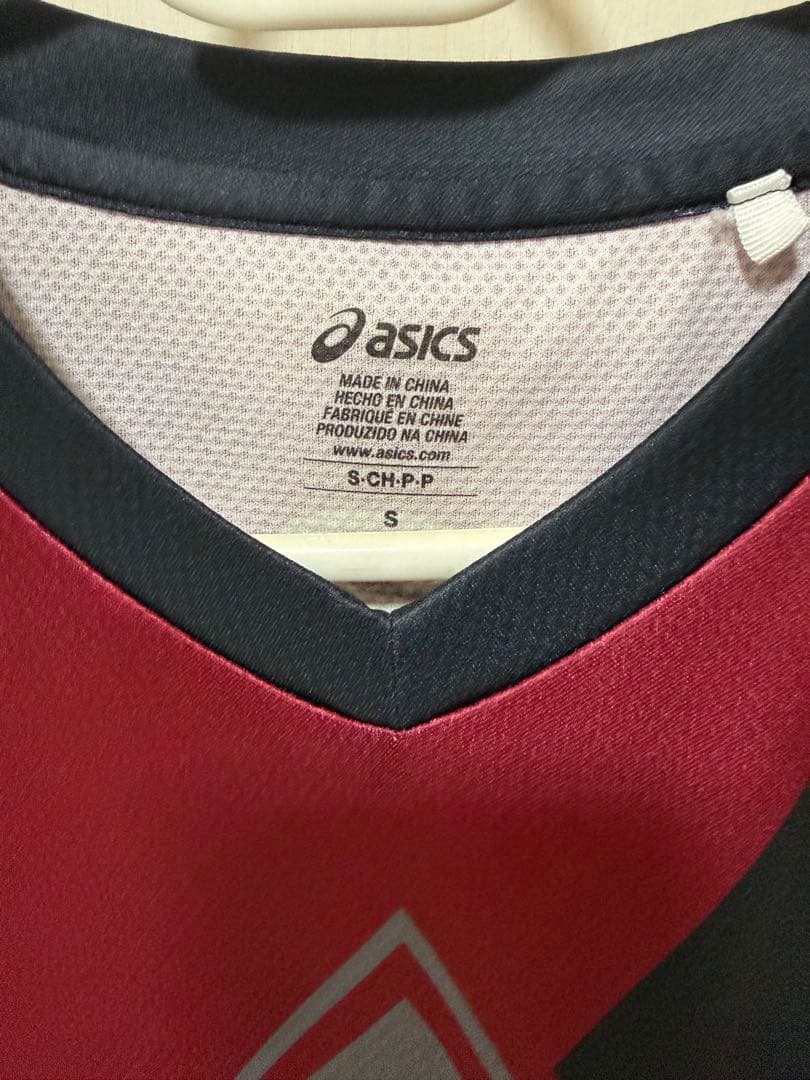 asics
MADE IN CHINA
HECHO EN CHINA
FABRIQUÉ EN CHINE
PRODUZIDO NA CHINA
www.asics.com
S·CH·P·P
S